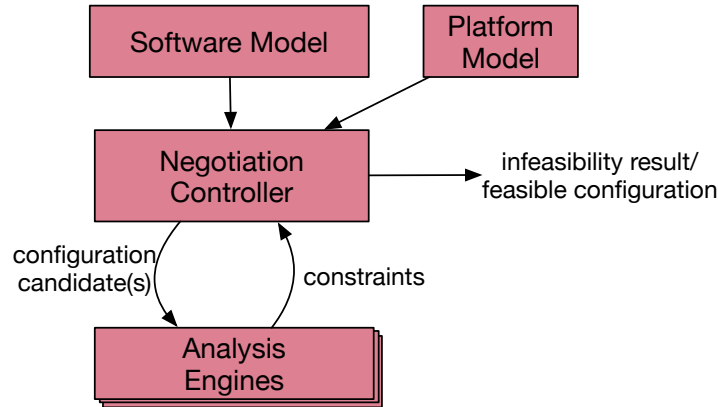 Software Model
Platform
Model
Negotiation
Controller
infeasibility result/
feasible configuration
configuration
candidate(s)
constraints
Analysis
Engines